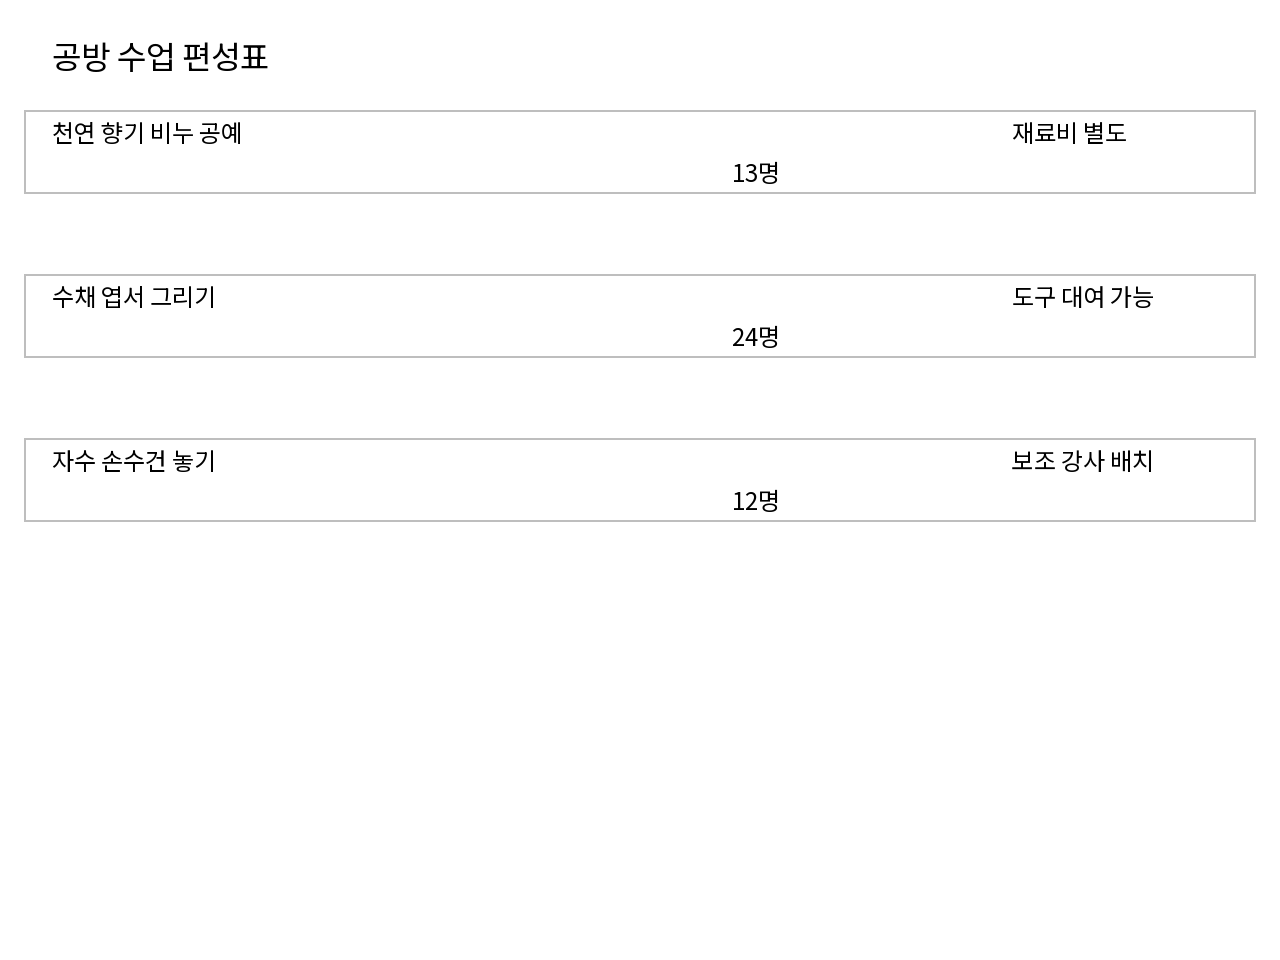 공방 수업 편성표
천연 향기 비누 공예 재료비 별도
13명
수채 엽서 그리기 도구 대여 가능
24명
자수 손수건 놓기 보조 강사 배치
12명